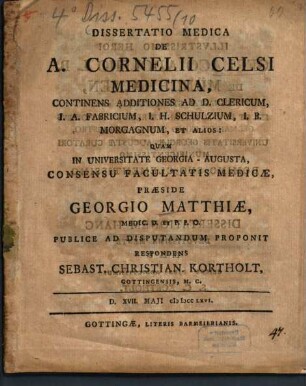 4° Diss. 5455/10
DISSERTATIO MEDICA
DE
A. CORNELII CELSI
MEDICINA,
CONTINENS ADDITIONES AD D. CLERICUM,
J. A. FABRICIUM, I. H. SCHULZIUM, I. B.
MORGAGNUM, ET ALIOS:
QUAM
IN UNIVERSITATE GEORGIA-AUGUSTA,
CONSENSU FACULTATIS MEDICÆ,
PRÆSIDE
GEORGIO MATTHIÆ,
MEDIC. D. ET P. P. O.
PUBLICE AD DISPUTANDUM PROPONIT
RESPONDENS
SEBAST. CHRISTIAN. KORTHOLT,
GOTTINGENSIS, M. C.
D. XVII. MAJI cIɔ Iɔcc LXVI.
GOTTINGÆ, LITERIS BARMEIERIANIS.
47.